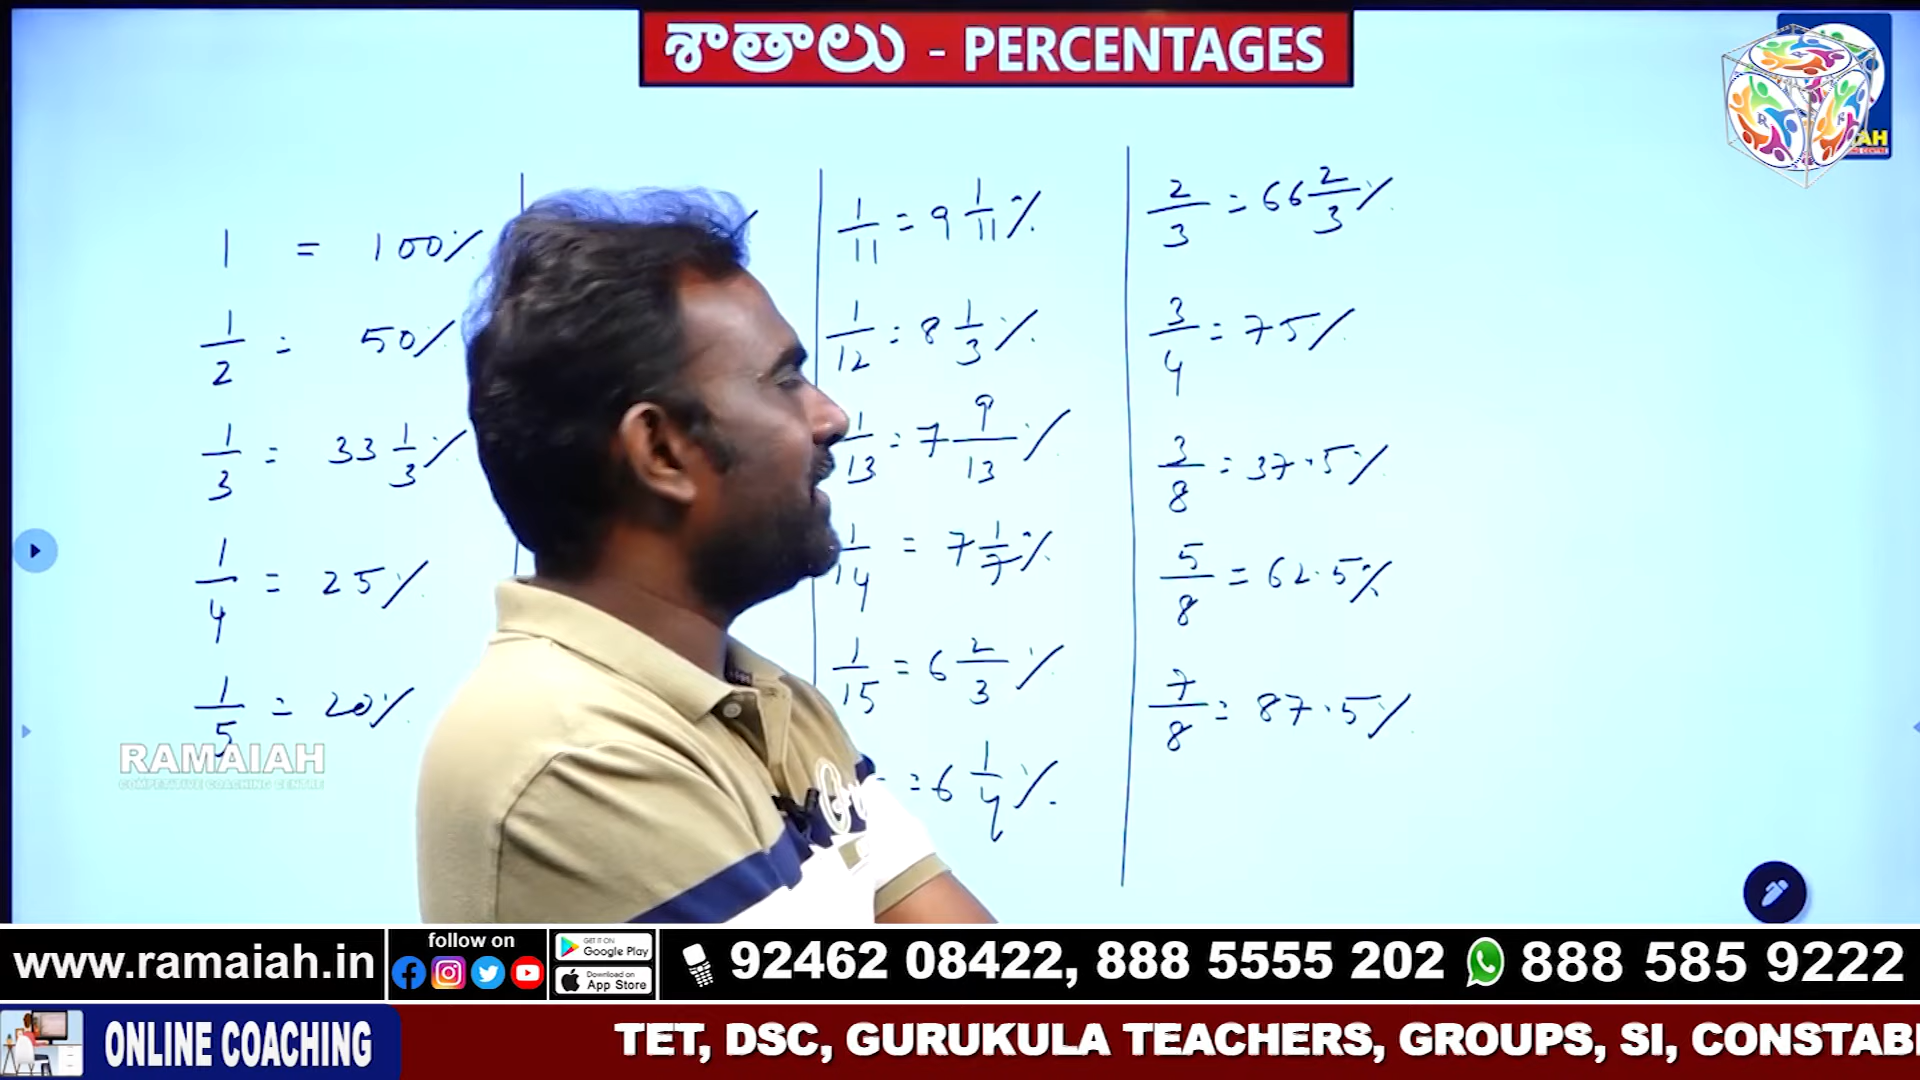 శాతాలు - PERCENTAGES
1 = 100%
1/2 = 50%
1/3 = 33 1/3 %
1/4 = 25%
1/5 = 20%
1/11 = 9 1/11 %
1/12 = 8 1/3 %
1/13 = 7 9/13 %
1/14 = 7 1/7 %
1/15 = 6 2/3 %
= 6 1/4 %
2/3 = 66 2/3 %
3/4 = 75%
3/8 = 37.5%
5/8 = 62.5%
7/8 = 87.5%
RAMAIAH
COMPETITIVE COACHING CENTRE
www.ramaiah.in
follow on
GET IT ON
Google Play
Download on
App Store
92462 08422, 888 5555 202
888 585 9222
ONLINE COACHING
TET, DSC, GURUKULA TEACHERS, GROUPS, SI, CONSTAB